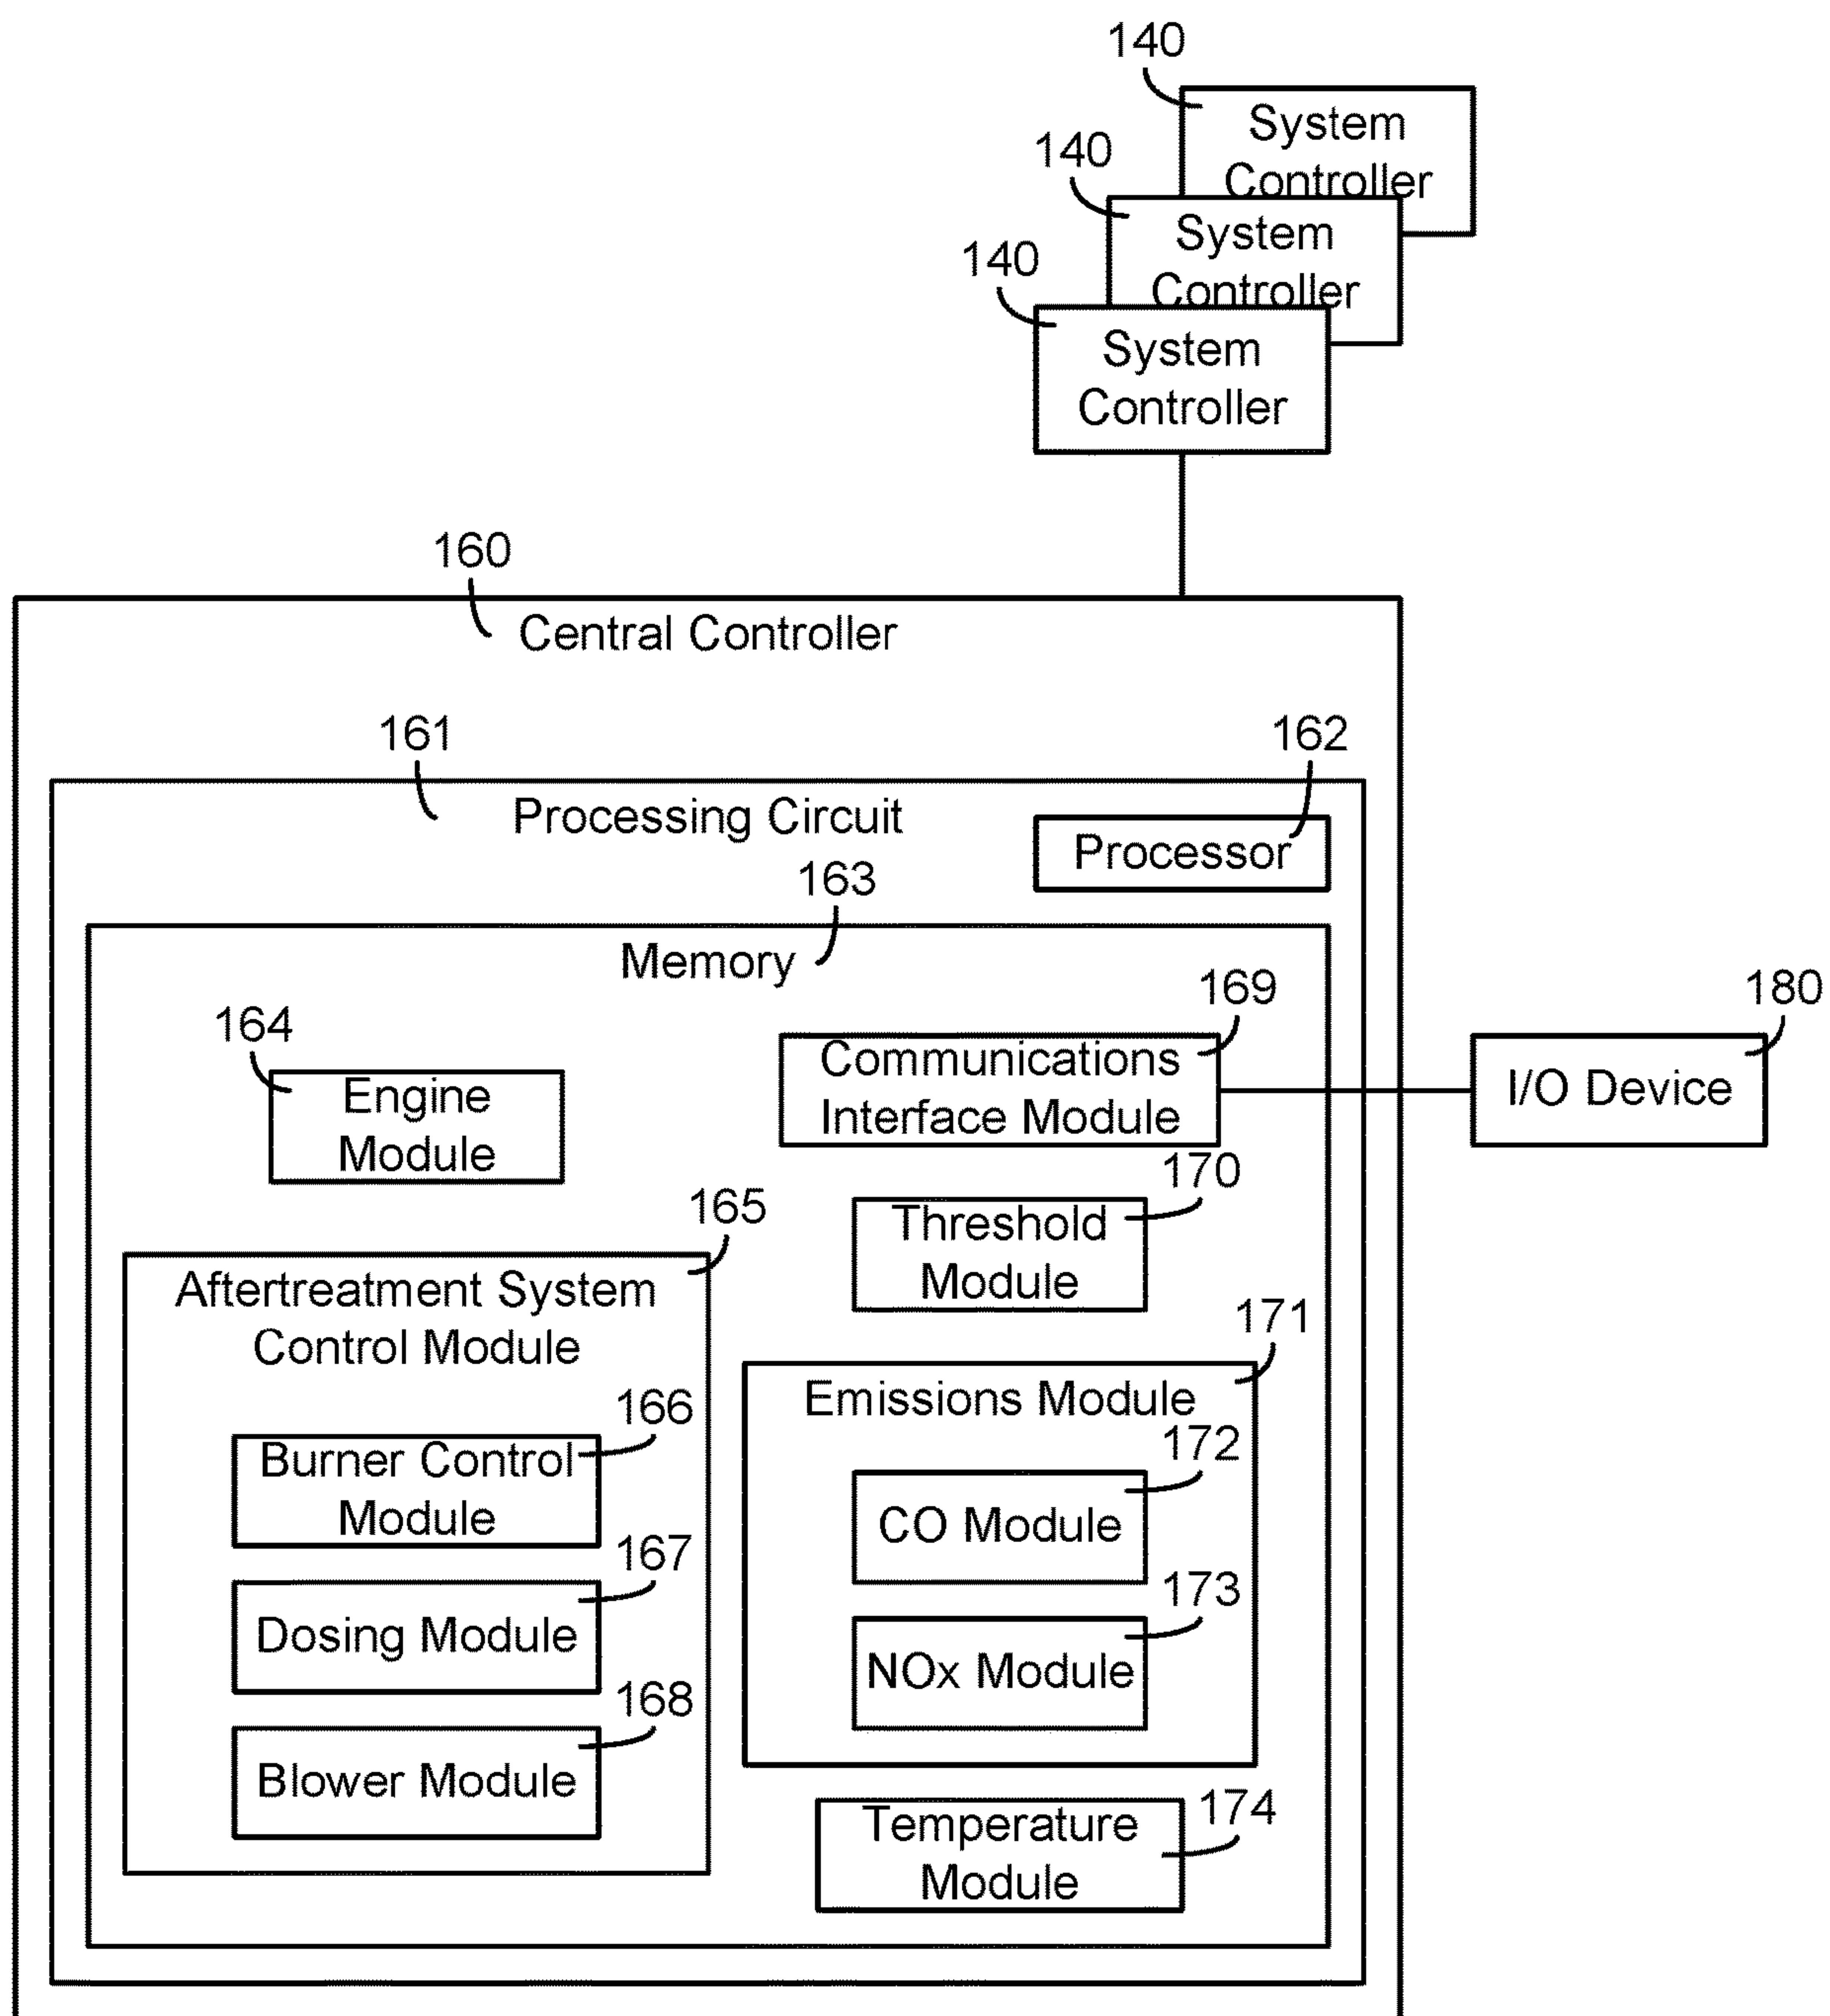 140
System
Controller
140
System
Controller
140
System
Controller
160
Central Controller
161
162
Processing Circuit
Processor
163
Memory
164
Engine
Module
169
Communications
Interface Module
180
I/O Device
170
Threshold
Module
165
Aftertreatment System
Control Module
166
Burner Control
Module
167
Dosing Module
168
Blower Module
171
Emissions Module
172
CO Module
173
NOx Module
174
Temperature
Module